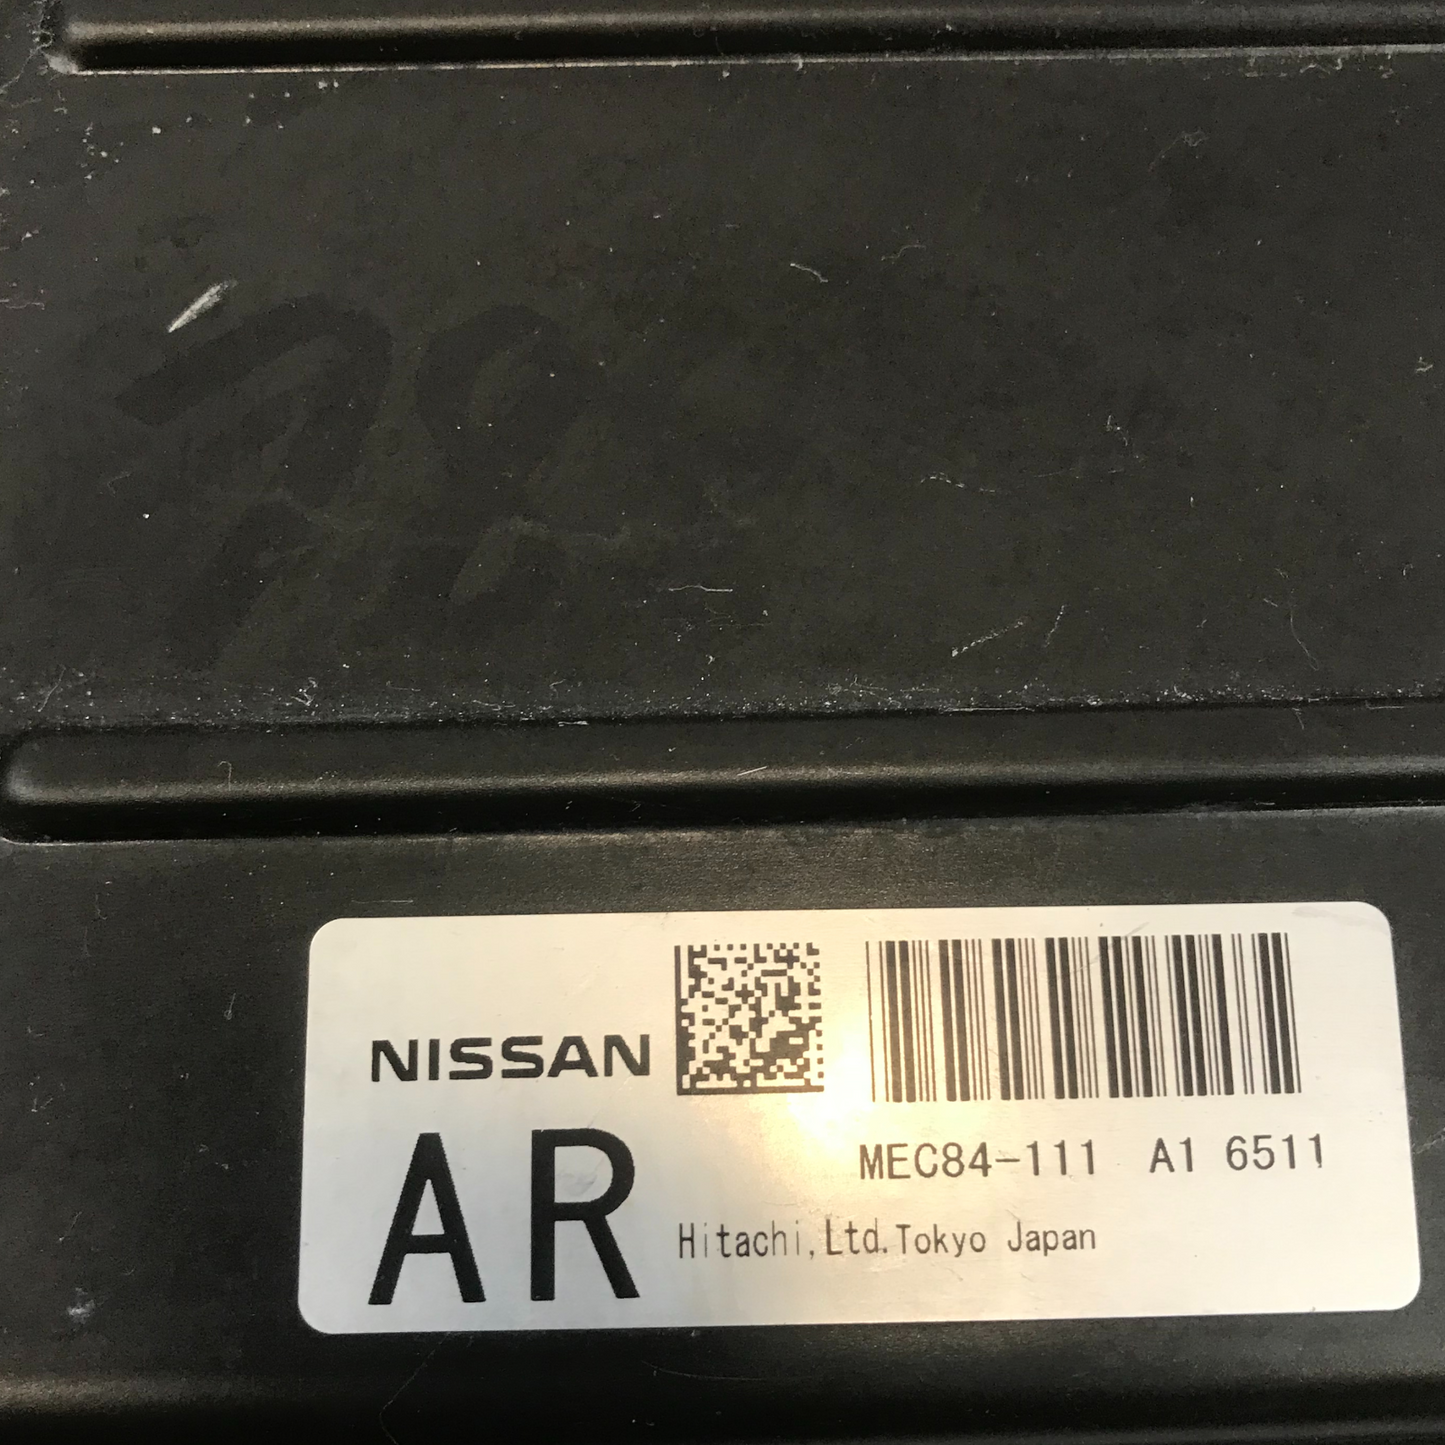 NISSAN
AR
MEC84-111 A1 6511
Hitachi,Ltd.Tokyo Japan